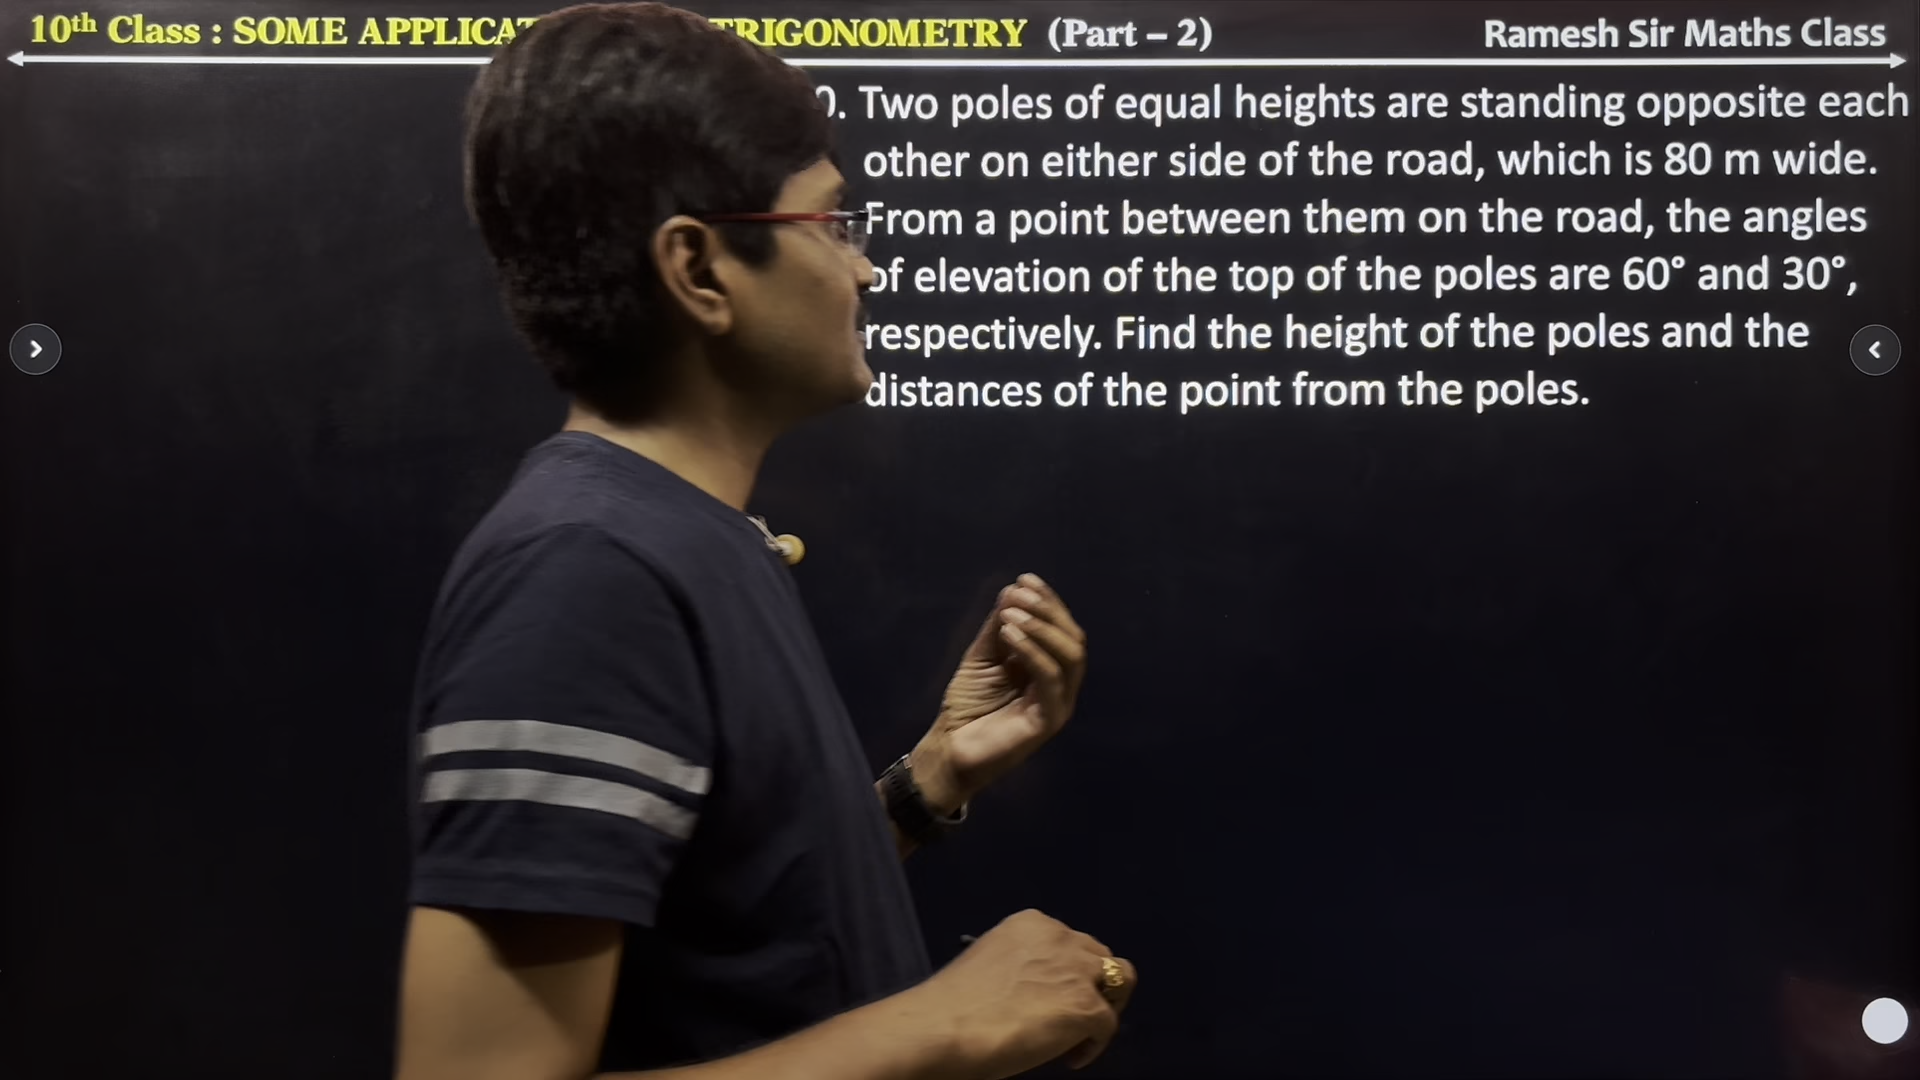 10th Class : SOME TRIGONOMETRY (Part – 2) Ramesh Sir Maths Class
Two poles of equal heights are standing opposite each
other on either side of the road, which is 80 m wide.
From a point between them on the road, the angles
of elevation of the top of the poles are 60° and 30°,
respectively. Find the height of the poles and the
distances of the point from the poles.